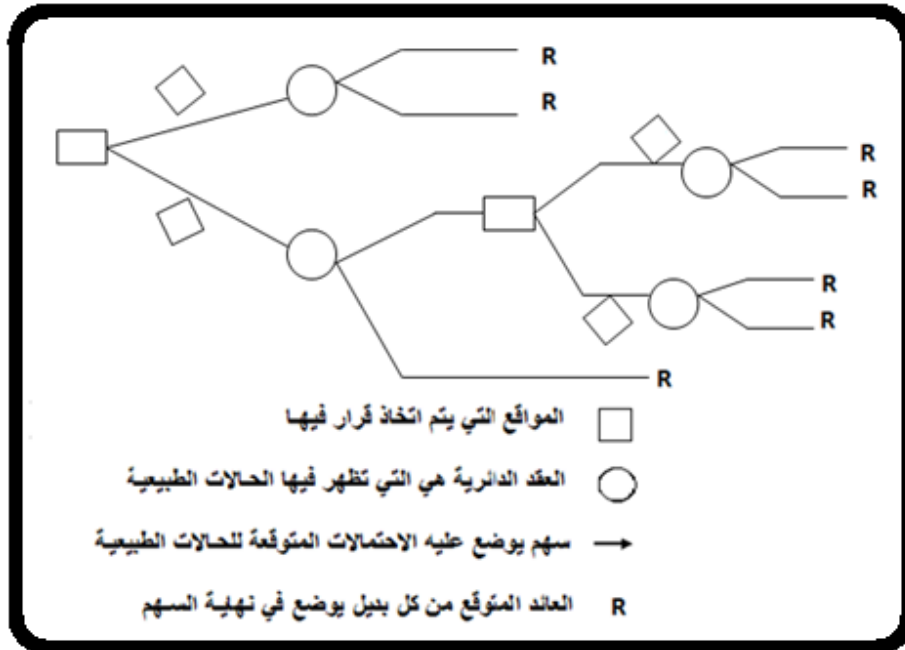 R
R
R
R
R
R
R
المواقع التي يتم اتخاذ قرار فيها
العقد الدائرية هي التي تظهر فيها الحالات الطبيعية
سهم يوضع عليه الاحتمالات المتوقعة للحالات الطبيعية
R العائد المتوقع من كل بديل يوضع في نهاية السهم